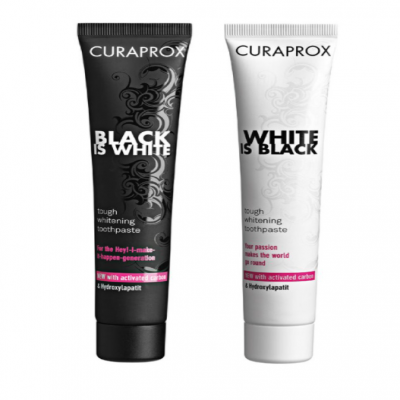 CURAPROX
BLACK
IS WHITE
tough
whitening
toothpaste
For the Hey!-I-make-
it-happen-generation
NEW with activated carbon
& Hydroxylapatit
CURAPROX
WHITE
IS BLACK
tough
whitening
toothpaste
Your passion
makes the world
go round
NEW with activated carbon
& Hydroxylapatit